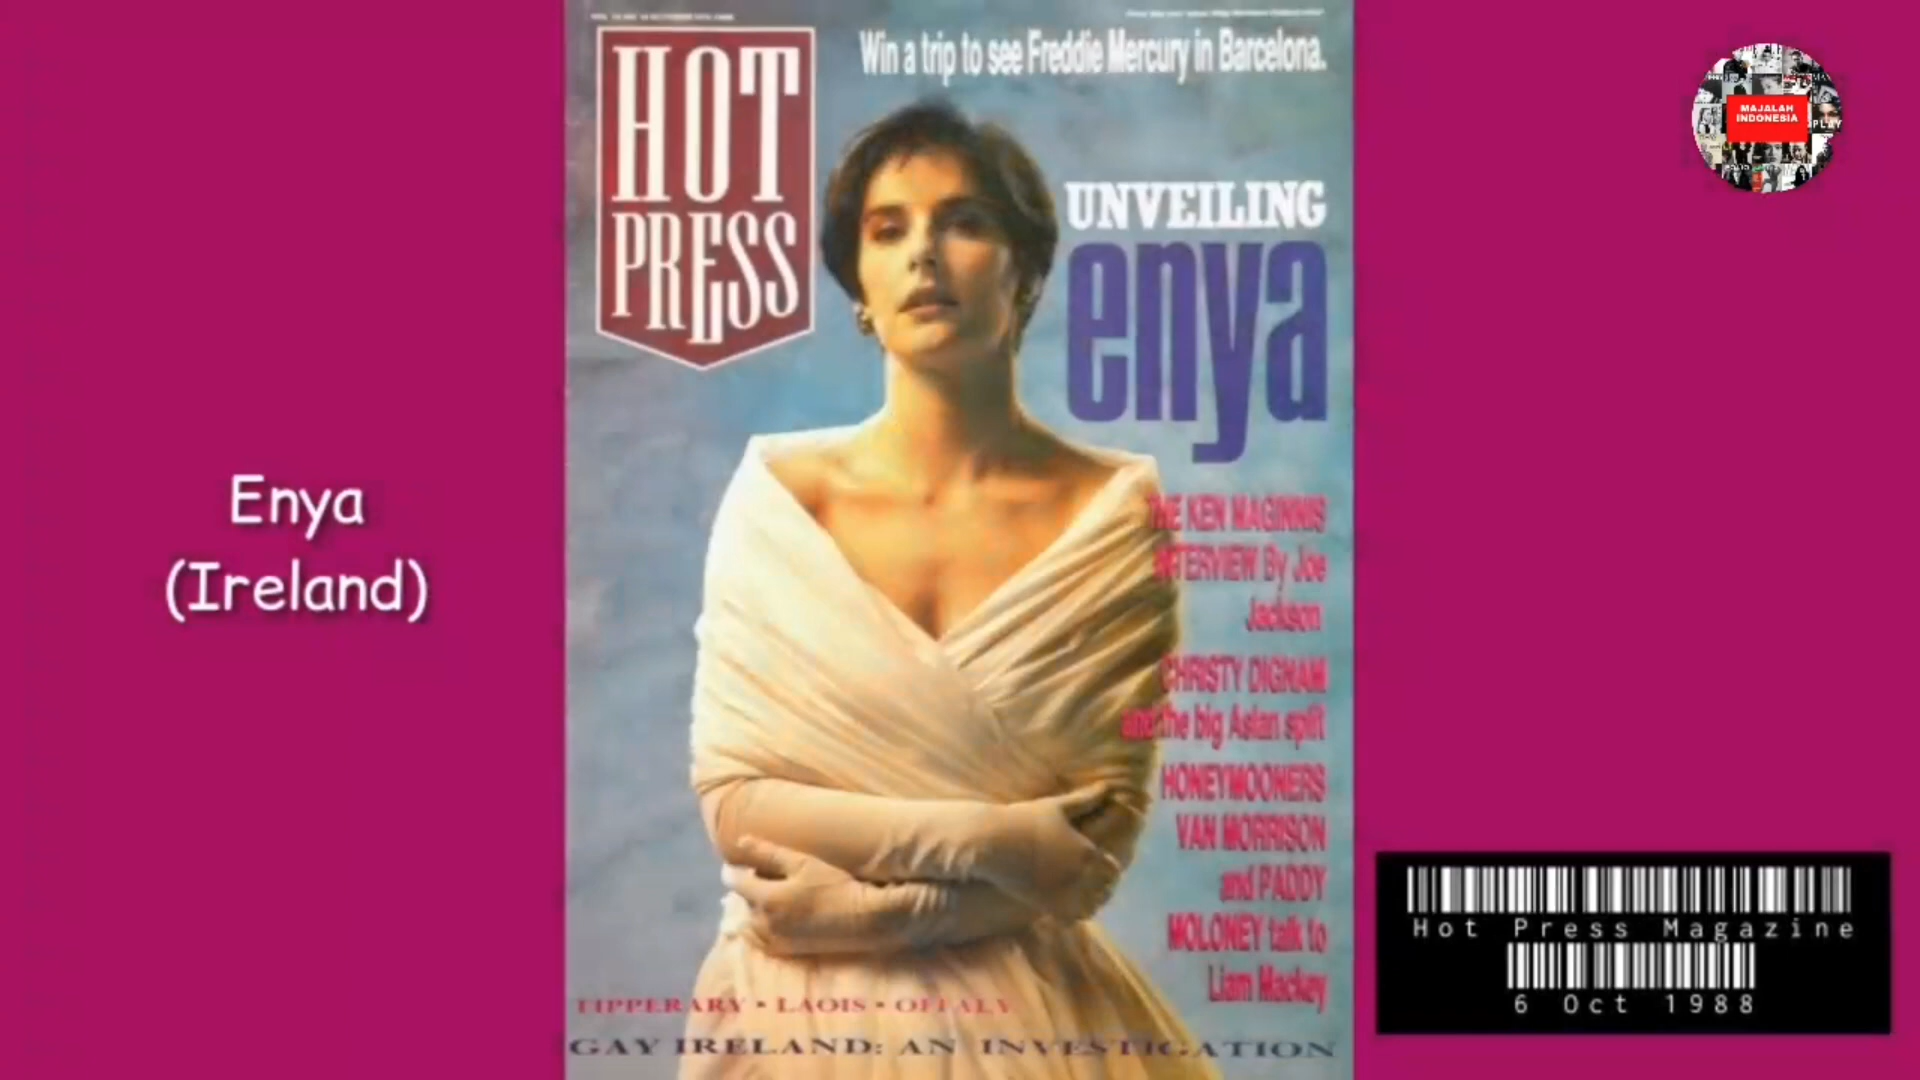 Win a trip to see Freddie Mercury in Barcelona.
HOT
PRESS
UNVEILING
enya
THE KEN MAGINNIS
INTERVIEW By Joe
Jackson
CHRISTY DIGNAM
and the big Aslan split
HONEYMOONERS
VAN MORRISON
and PADDY
MOLONEY talk to
Liam Mackey
TIPPERARY • LAOIS • OFFALY
GAY IRELAND: AN INVESTIGATION
Enya
(Ireland)
MAJALAH
INDONESIA
PLAY
Hot Press Magazine
6 Oct 1988